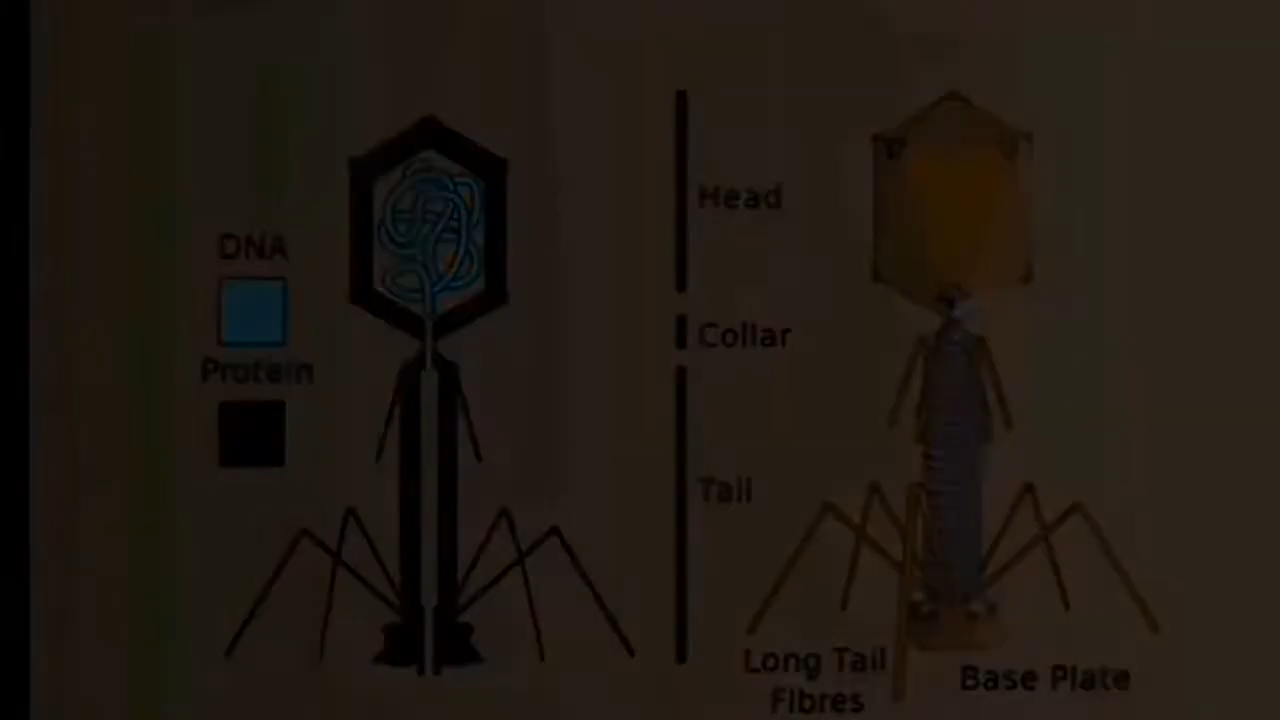 DNA
Protein
Head
Collar
Tail
Long Tail
Fibres
Base Plate